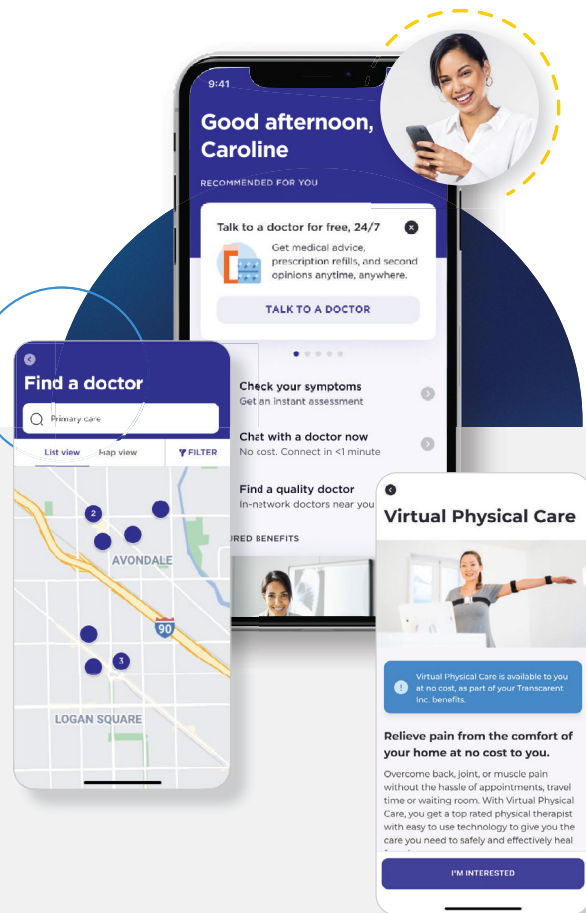 9:41
Good afternoon,
Caroline
RECOMMENDED FOR YOU
Talk to a doctor for free, 24/7
Get medical advice,
prescription refills, and second
opinions anytime, anywhere.
TALK TO A DOCTOR
Check your symptoms
Get an instant assessment
Chat with a doctor now
No cost. Connect in <1 minute
Find a quality doctor
In-network doctors near you
BENEFITS
Find a doctor
Primary care
List view
Map view
FILTER
2
AVONDALE
90
3
LOGAN SQUARE
Virtual Physical Care
Virtual Physical Care is available to you
at no cost, as part of your Transcarent
Inc. benefits.
Relieve pain from the comfort of
your home at no cost to you.
Overcome back, joint, or muscle pain
without the hassle of appointments, travel
time or waiting room. With Virtual Physical
Care, you get a top rated physical therapist
with easy to use technology to give you the
care you need to safely and effectively heal
I'M INTERESTED